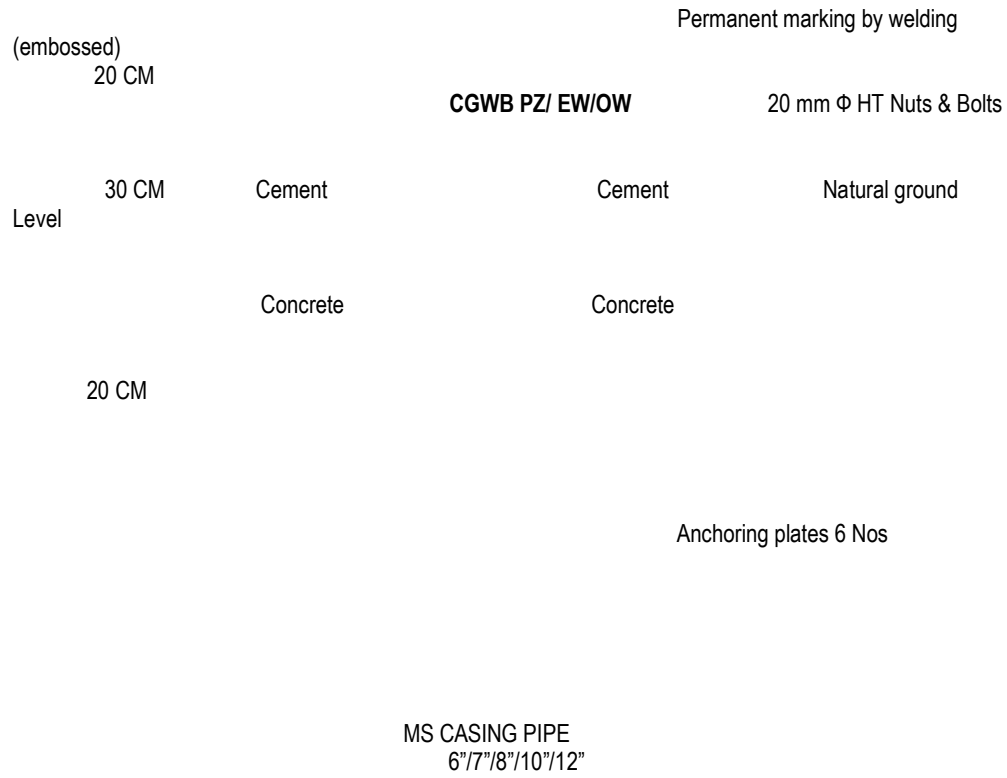 Permanent marking by welding
(embossed)
20 CM
CGWB PZ/ EW/OW 20 mm Φ HT Nuts & Bolts
30 CM Cement Cement Natural ground
Level
Concrete Concrete
20 CM
Anchoring plates 6 Nos
MS CASING PIPE
6”/7”/8”/10”/12”